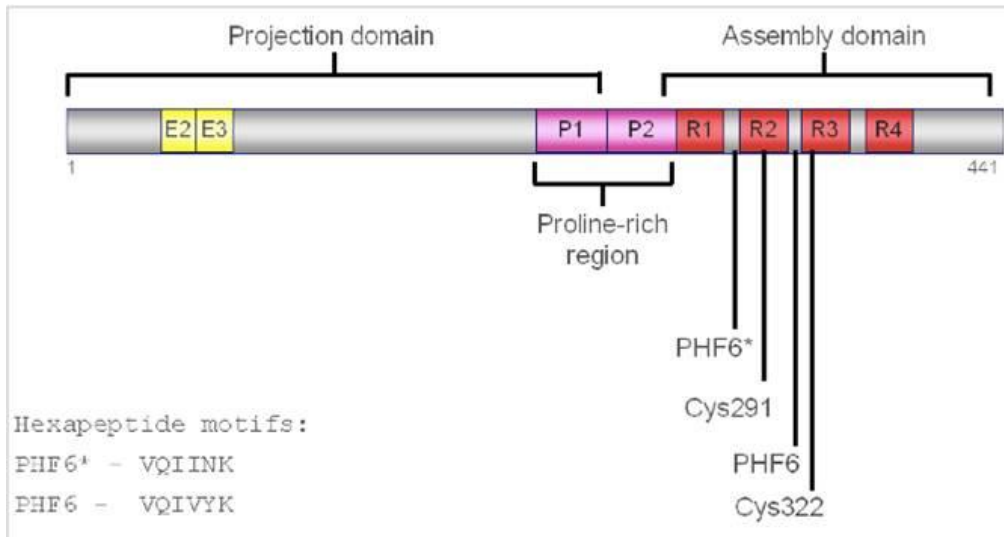 Projection domain
Assembly domain
E2 E3 P1 P2 R1 R2 R3 R4
1 441
Proline-rich
region
PHF6*
Cys291
PHF6
Cys322
Hexapeptide motifs:
PHF6* - VQIINK
PHF6 - VQIVYK